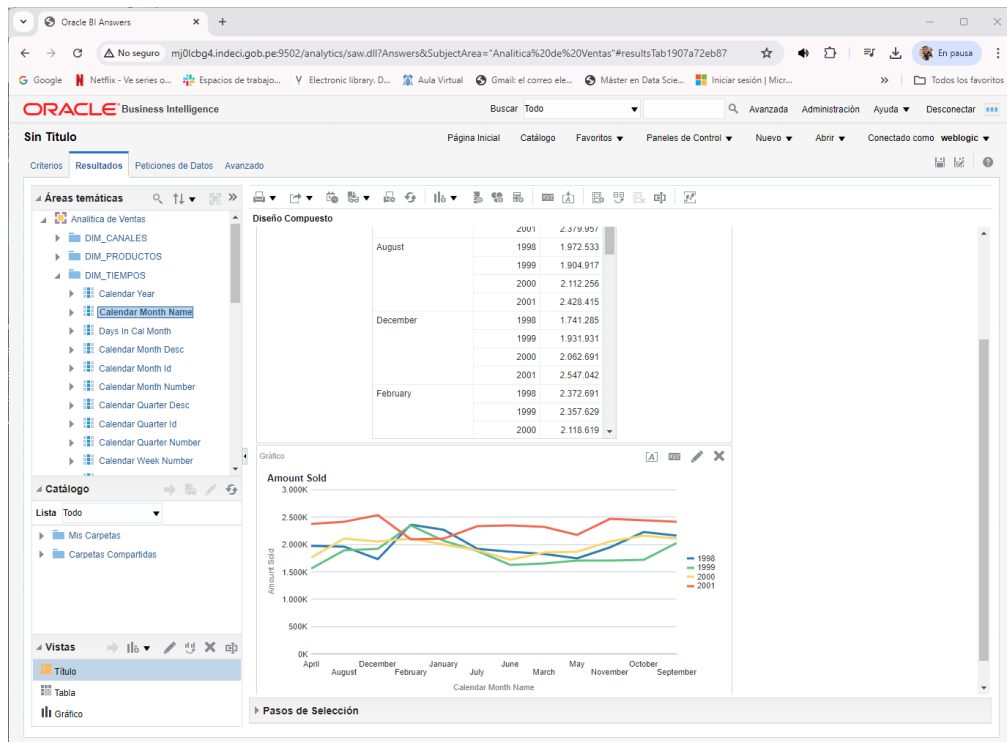 Oracle BI Answers
No seguro mj0lcbg4.indeci.gob.pe:9502/analytics/saw.dll?Answers&SubjectArea="Analitica%20de%20Ventas"#resultsTab1907a72eb87 En pausa
Google Netflix - Ve series o... Espacios de trabajo... Electronic library. D... Aula Virtual Gmail: el correo ele... Máster en Data Scie... Iniciar sesión | Micr... » Todos los favoritos
ORACLE Business Intelligence Buscar Todo Avanzada Administración Ayuda Desconectar
Sin Título Página Inicial Catálogo Favoritos Paneles de Control Nuevo Abrir Conectado como weblogic
Criterios Resultados Peticiones de Datos Avanzado
Áreas temáticas
Analitica de Ventas
DIM_CANALES
DIM_PRODUCTOS
DIM_TIEMPOS
Calendar Year
Calendar Month Name
Days In Cal Month
Calendar Month Desc
Calendar Month Id
Calendar Month Number
Calendar Quarter Desc
Calendar Quarter Id
Calendar Quarter Number
Calendar Week Number
Catálogo
Lista Todo
Mis Carpetas
Carpetas Compartidas
Vistas
Título
Tabla
Gráfico
Diseño Compuesto
2001 2.379.957
August 1998 1.972.533
1999 1.904.917
2000 2.112.256
2001 2.428.415
December 1998 1.741.285
1999 1.931.931
2000 2.062.691
2001 2.547.042
February 1998 2.372.691
1999 2.357.629
2000 2.118.619
Gráfico
Amount Sold
3.000K
2.500K
2.000K
1.500K
1.000K
500K
0K
Amount Sold
1998
1999
2000
2001
April December January June May October
August February July March November September
Calendar Month Name
Pasos de Selección